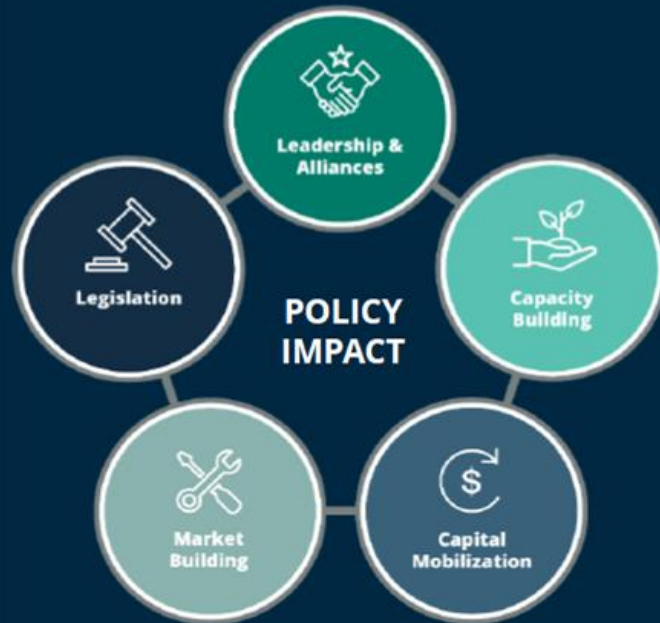 Leadership &
Alliances
Legislation
Capacity
Building
POLICY
IMPACT
Market
Building
$
Capital
Mobilization